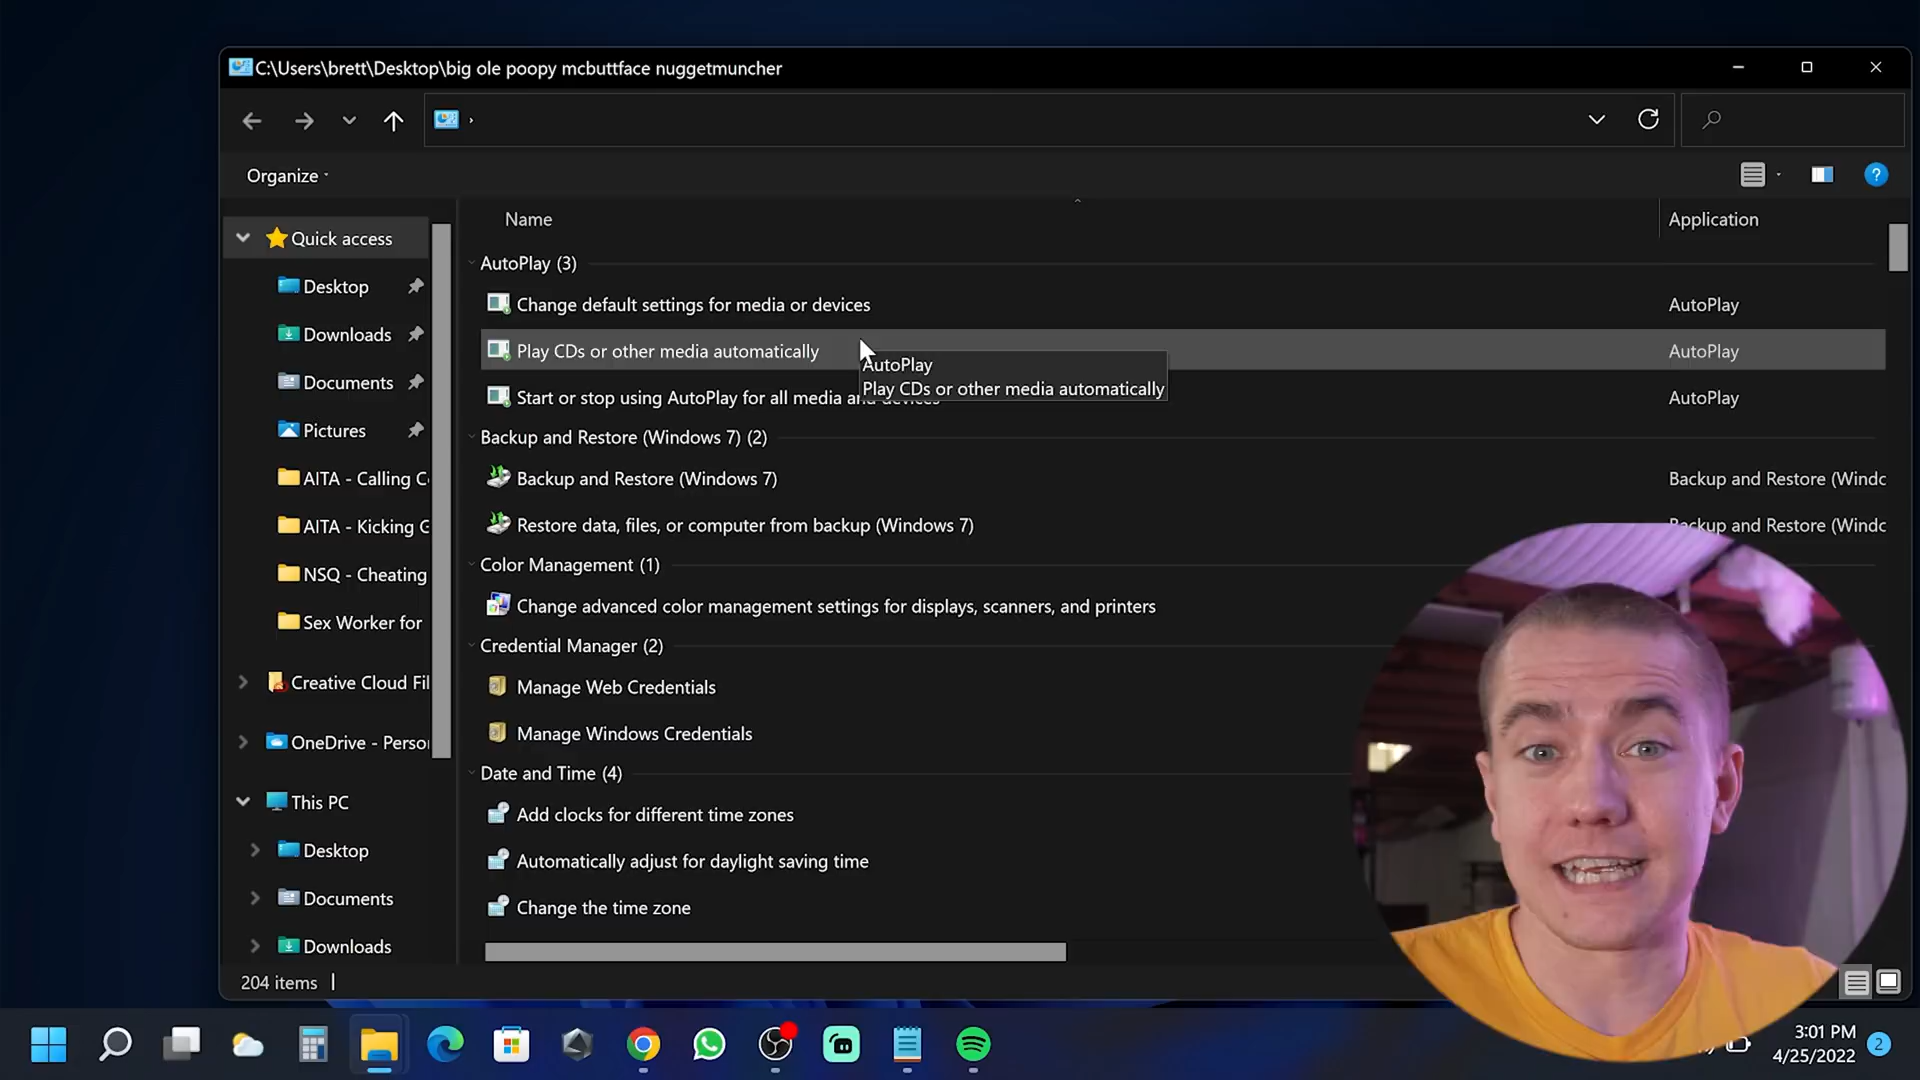 C:\Users\brett\Desktop\big ole poopy mcbuttface nuggetmuncher
Organize
Name
Application
Quick access
Desktop
Downloads
Documents
Pictures
AITA - Calling C
AITA - Kicking G
NSQ - Cheating
Sex Worker for
Creative Cloud Fil
OneDrive - Perso
This PC
Desktop
Documents
Downloads
AutoPlay (3)
Change default settings for media or devices AutoPlay
Play CDs or other media automatically AutoPlay
AutoPlay
Play CDs or other media automatically
Start or stop using AutoPlay for all media and devices AutoPlay
Backup and Restore (Windows 7) (2)
Backup and Restore (Windows 7) Backup and Restore (Windc
Restore data, files, or computer from backup (Windows 7) Backup and Restore (Windc
Color Management (1)
Change advanced color management settings for displays, scanners, and printers
Credential Manager (2)
Manage Web Credentials
Manage Windows Credentials
Date and Time (4)
Add clocks for different time zones
Automatically adjust for daylight saving time
Change the time zone
204 items
3:01 PM
4/25/2022
2